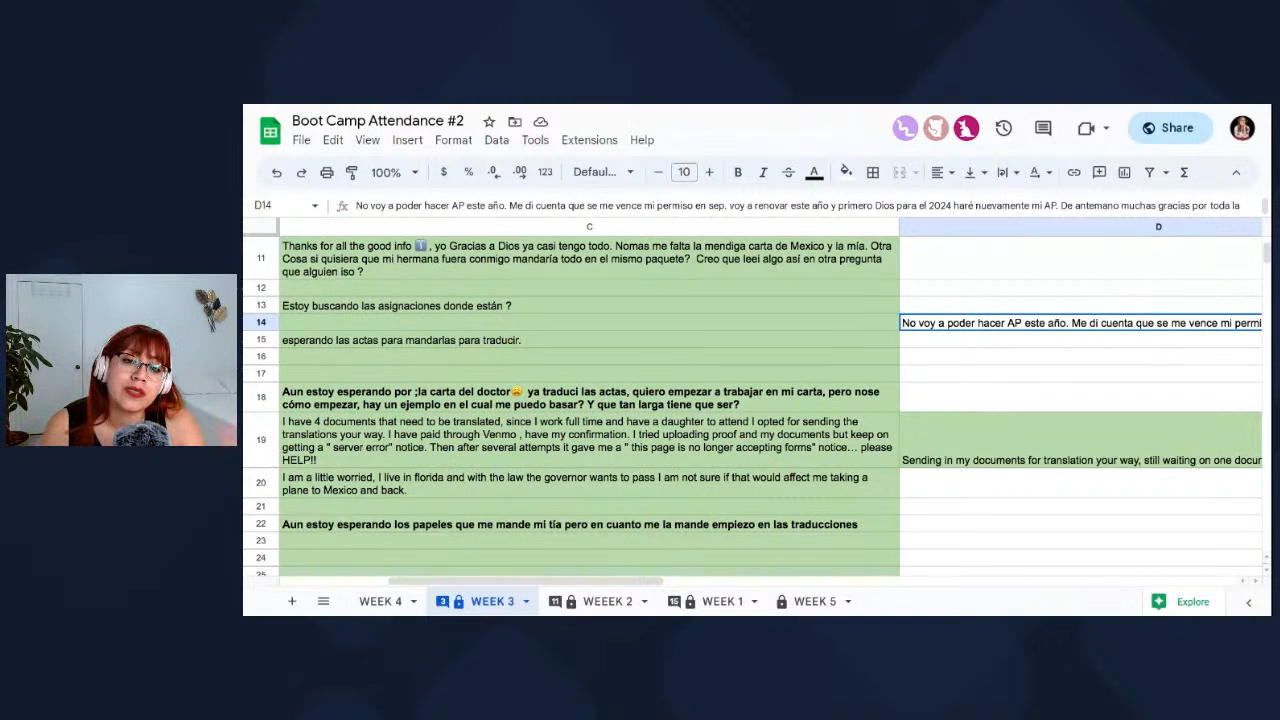 Boot Camp Attendance #2
File Edit View Insert Format Data Tools Extensions Help
Share
100% $ % .0 .00 123 Defaul... 10 B I A
D14 fx No voy a poder hacer AP este año. Me di cuenta que se me vence mi permiso en sep. voy a renovar este año y primero Dios para el 2024 haré nuevamente mi AP. De antemano muchas gracias por toda la
C D
11 Thanks for all the good info, yo Gracias a Dios ya casi tengo todo. Nomas me falta la mendiga carta de Mexico y la mía. Otra
Cosa si quisiera que mi hermana fuera conmigo mandaría todo en el mismo paquete? Creo que leei algo así en otra pregunta
que alguien iso ?
12
13 Estoy buscando las asignaciones donde están ?
14 No voy a poder hacer AP este año. Me di cuenta que se me vence mi permi
15 esperando las actas para mandarlas para traducir.
16
17
18 Aun estoy esperando por ;la carta del doctor😩 ya traduci las actas, quiero empezar a trabajar en mi carta, pero nose
cómo empezar, hay un ejemplo en el cual me puedo basar? Y que tan larga tiene que ser?
19 I have 4 documents that need to be translated, since I work full time and have a daughter to attend I opted for sending the
translations your way. I have paid through Venmo , have my confirmation. I tried uploading proof and my documents but keep on
getting a " server error" notice. Then after several attempts it gave me a " this page is no longer accepting forms" notice… please
HELP!!
Sending in my documents for translation your way, still waiting on one docur
20 I am a little worried, I live in florida and with the law the governor wants to pass I am not sure if that would affect me taking a
plane to Mexico and back.
21
22 Aun estoy esperando los papeles que me mande mi tía pero en cuanto me la mande empiezo en las traducciones
23
24
25
+ WEEK 4 3 WEEK 3 11 WEEEK 2 15 WEEK 1 WEEK 5 Explore